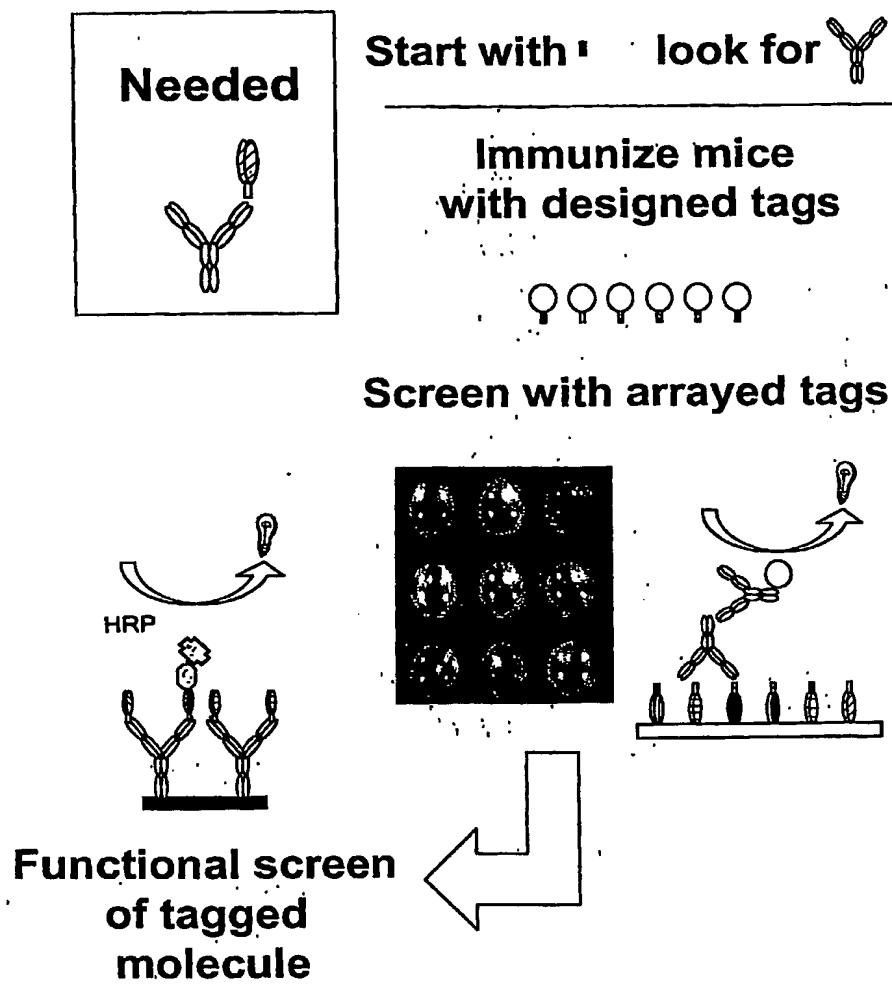 Needed
Start with look for
Immunize mice
with designed tags
Screen with arrayed tags
HRP
Functional screen
of tagged
molecule